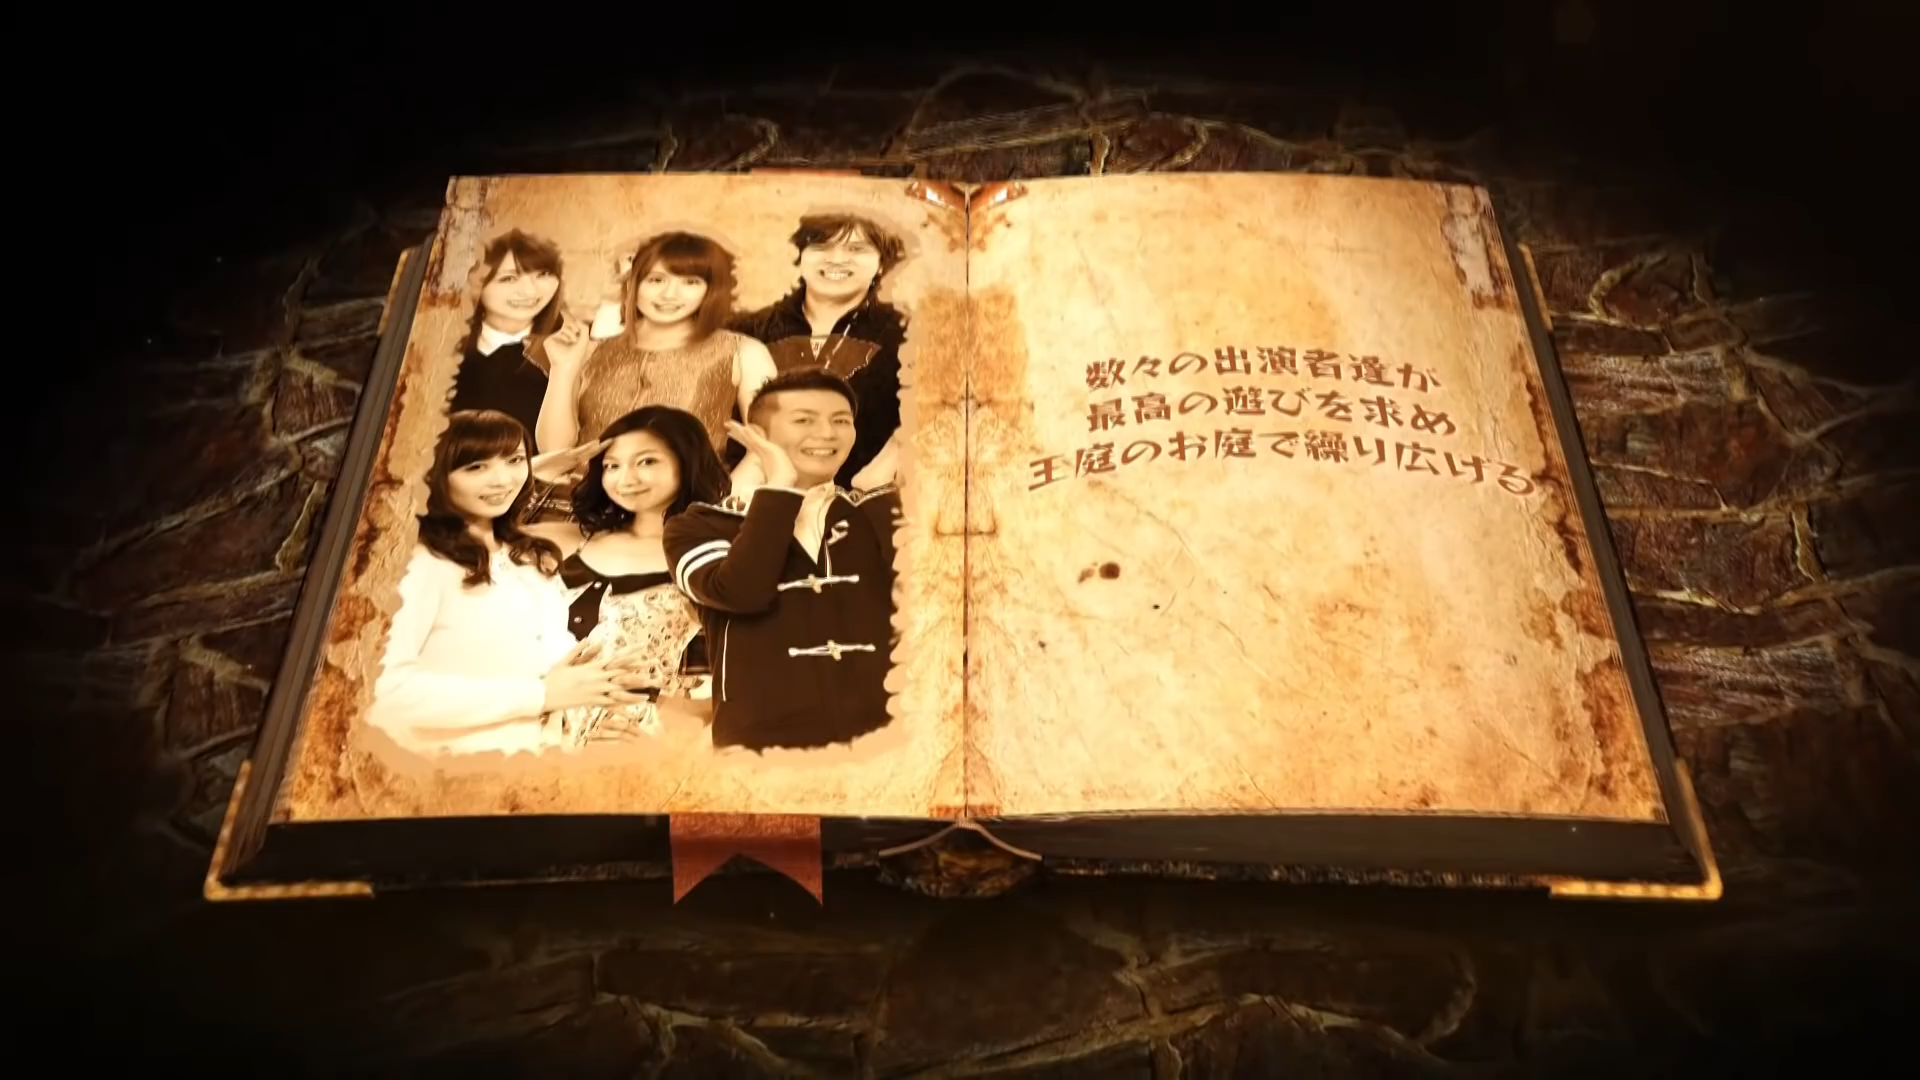 数々の出演者達が
最高の遊びを求め
王庭のお庭で繰り広げる